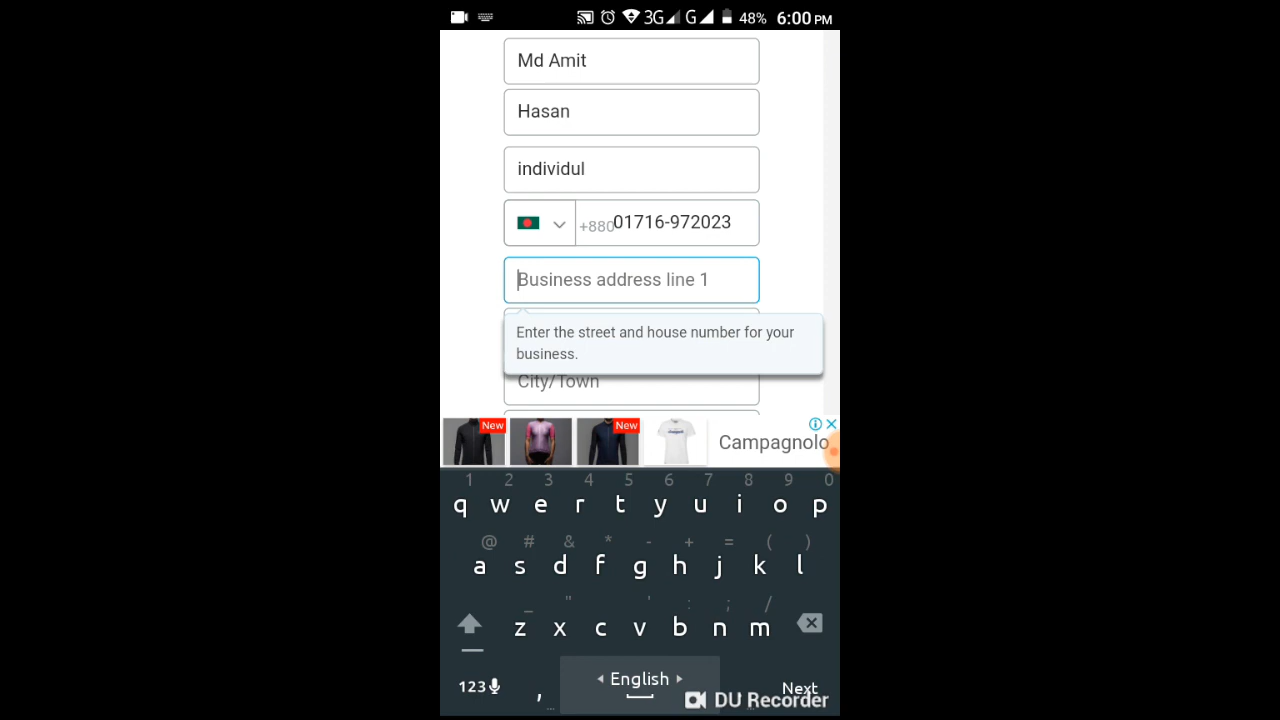 3G G 48% 6:00 PM
Md Amit
Hasan
individul
+880 01716-972023
Business address line 1
Enter the street and house number for your
business.
City/Town
New New Campagnolo
1 2 3 4 5 6 7 8 9 0
q w e r t y u i o p
@ # & * - + = ( )
a s d f g h j k l
_ " ' : ; /
z x c v b n m
123 , English Next
DU Recorder